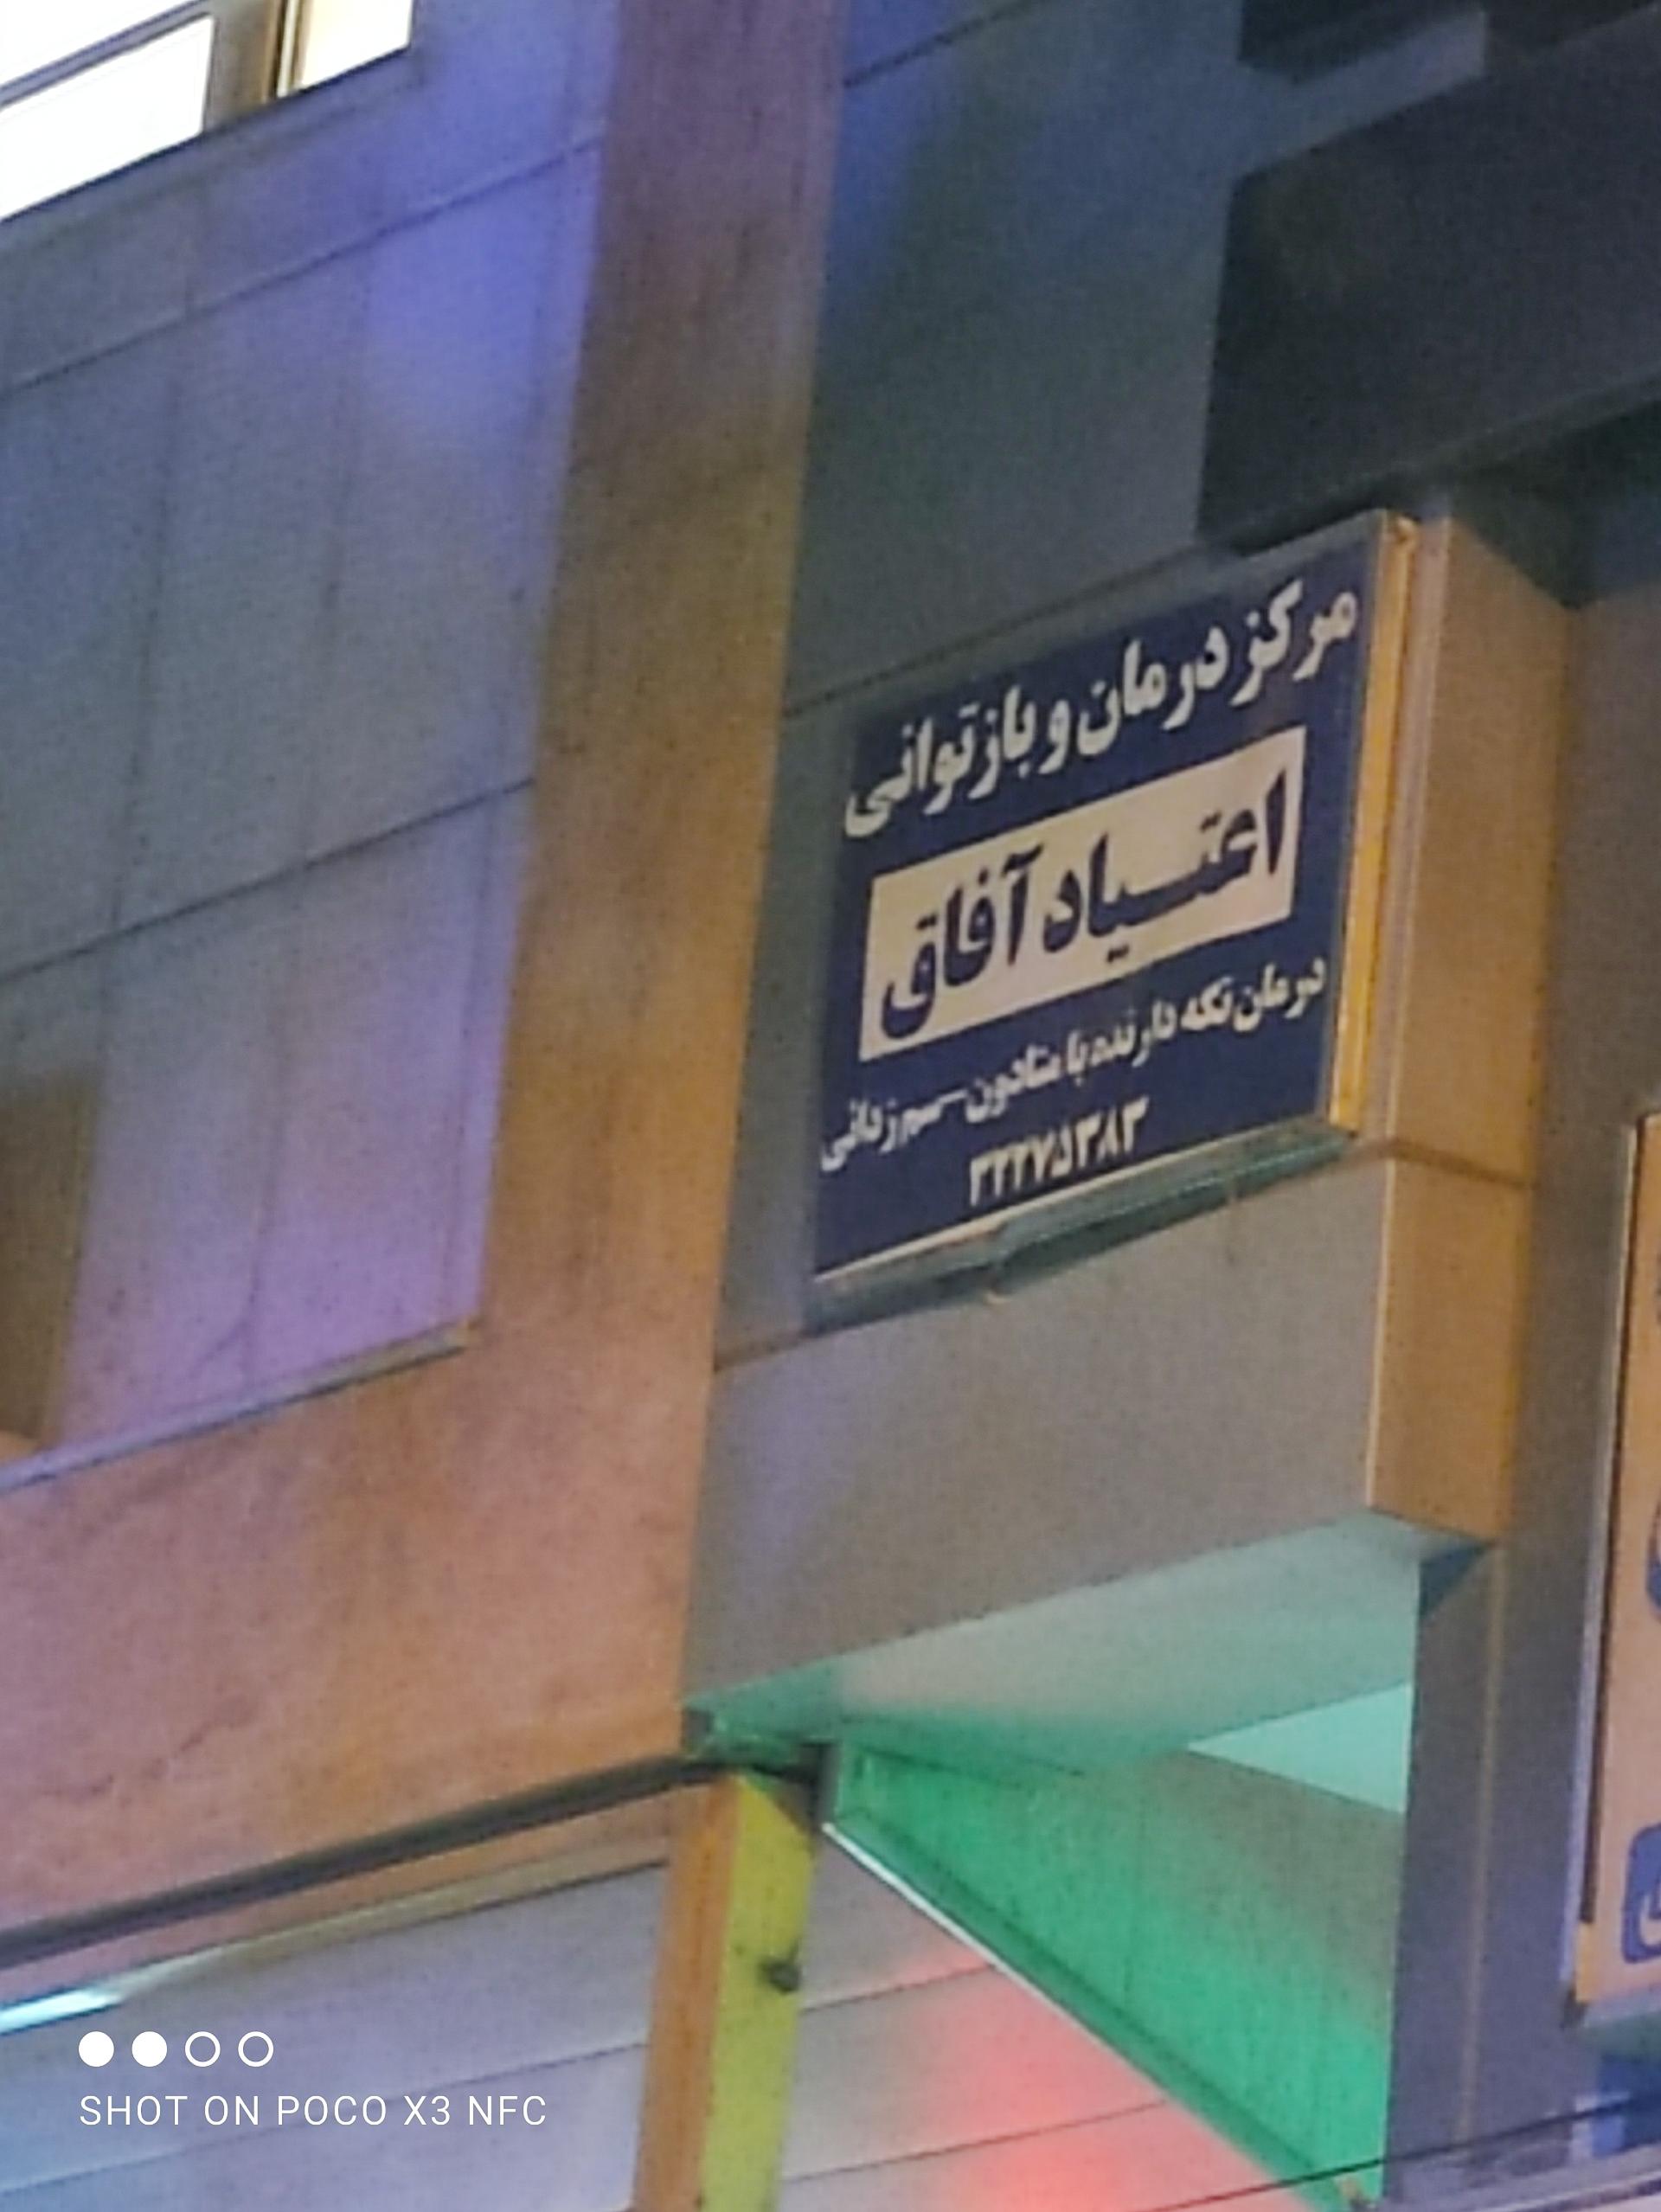 مرکز درمان و بازتوانی
اعتیاد آفاق
درمان نگه دارنده با متادون - سم زدائی
۳۲۲۷۵۳۸۳
SHOT ON POCO X3 NFC